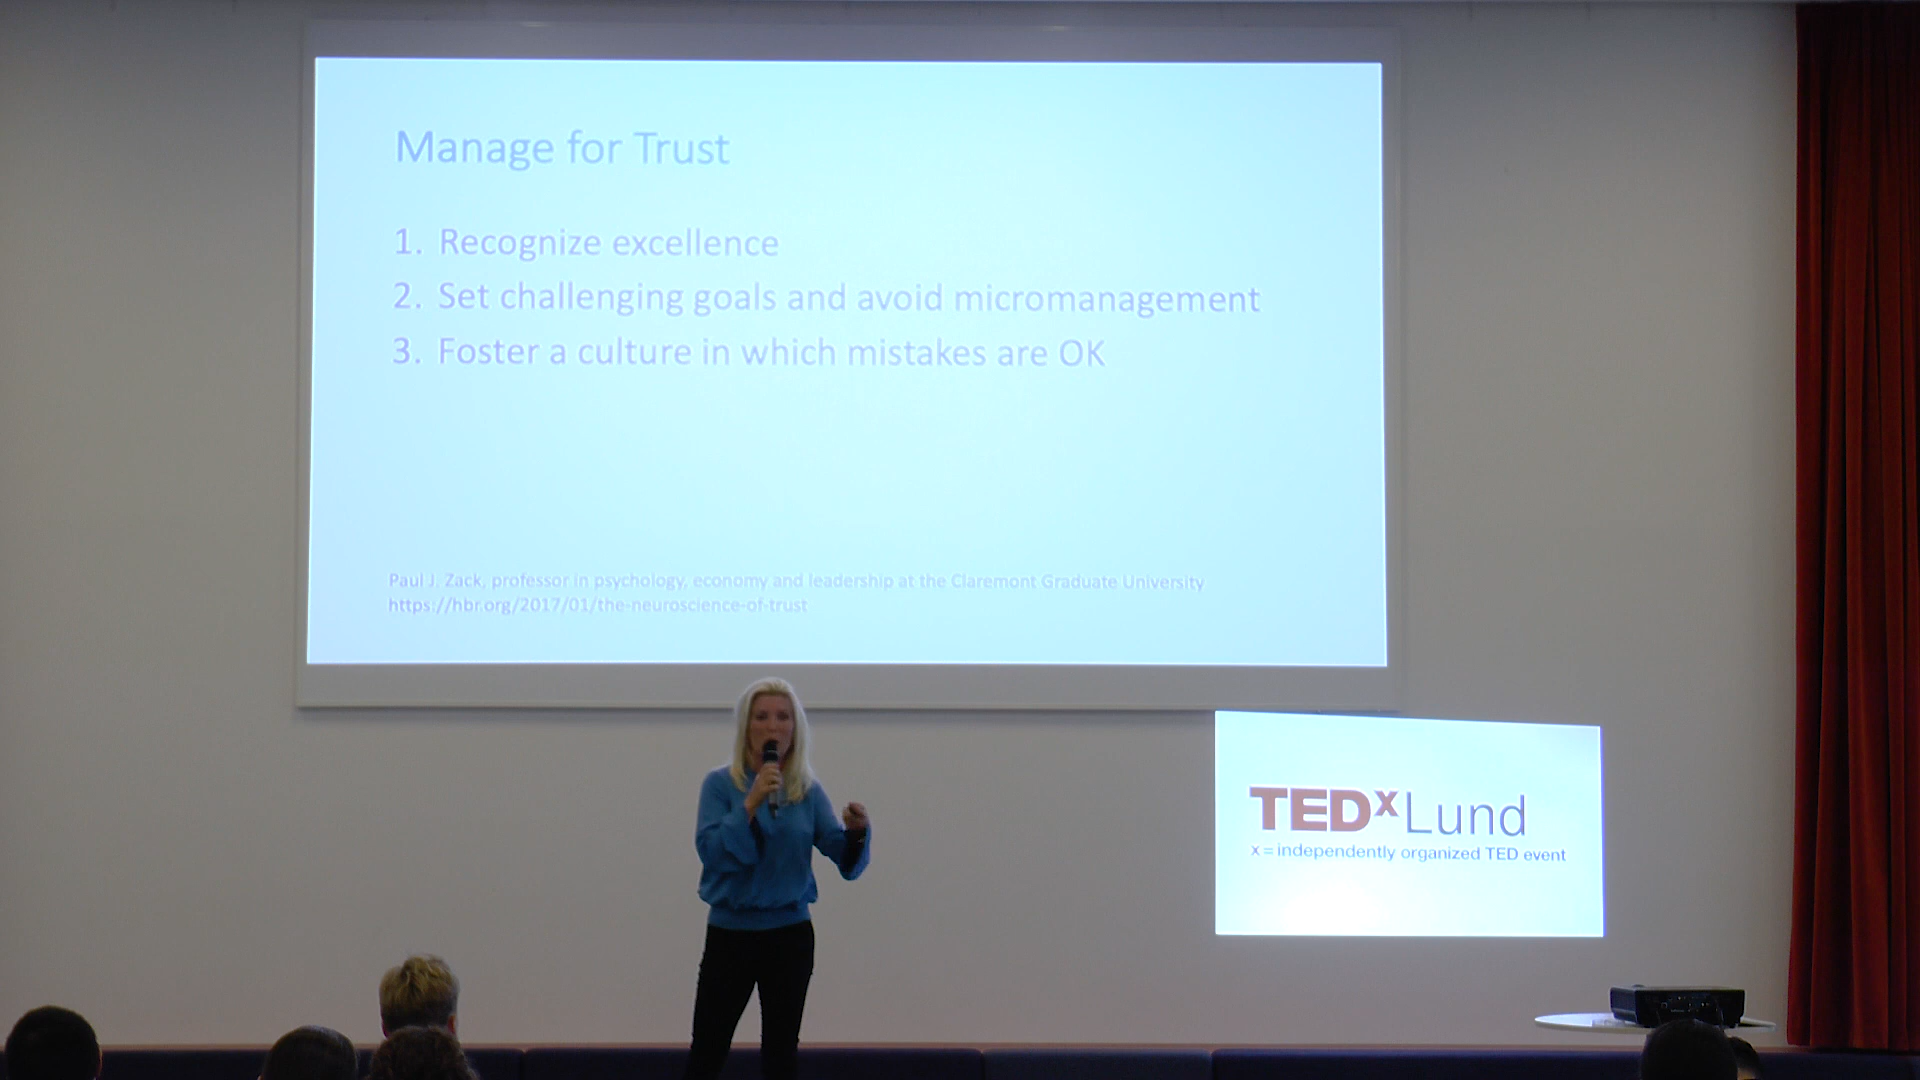 Manage for Trust
1. Recognize excellence
2. Set challenging goals and avoid micromanagement
3. Foster a culture in which mistakes are OK
Paul J. Zack, professor in psychology, economy and leadership at the Claremont Graduate University
https://hbr.org/2017/01/the-neuroscience-of-trust
TEDxLund
x = independently organized TED event